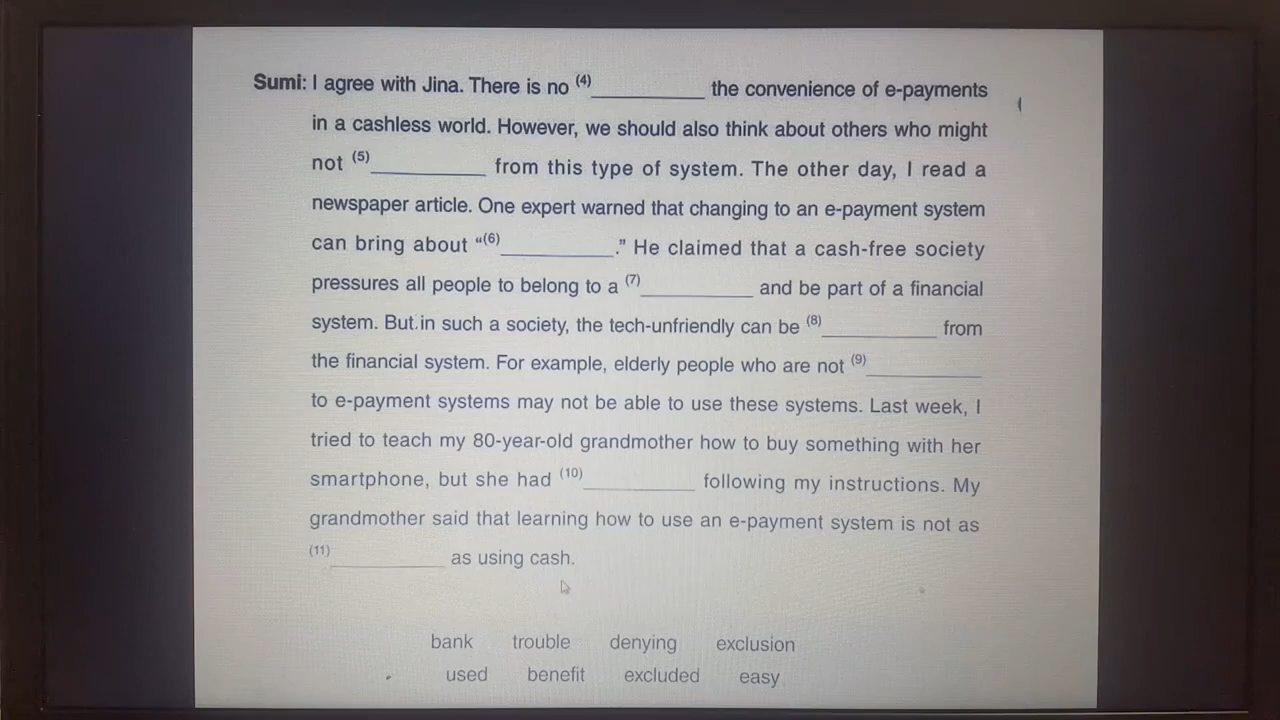 Sumi: I agree with Jina. There is no (4)__________ the convenience of e-payments
in a cashless world. However, we should also think about others who might
not (5)__________ from this type of system. The other day, I read a
newspaper article. One expert warned that changing to an e-payment system
can bring about “(6)__________.” He claimed that a cash-free society
pressures all people to belong to a (7)__________ and be part of a financial
system. But in such a society, the tech-unfriendly can be (8)__________ from
the financial system. For example, elderly people who are not (9)__________
to e-payment systems may not be able to use these systems. Last week, I
tried to teach my 80-year-old grandmother how to buy something with her
smartphone, but she had (10)__________ following my instructions. My
grandmother said that learning how to use an e-payment system is not as
(11)__________ as using cash.
bank trouble denying exclusion
used benefit excluded easy